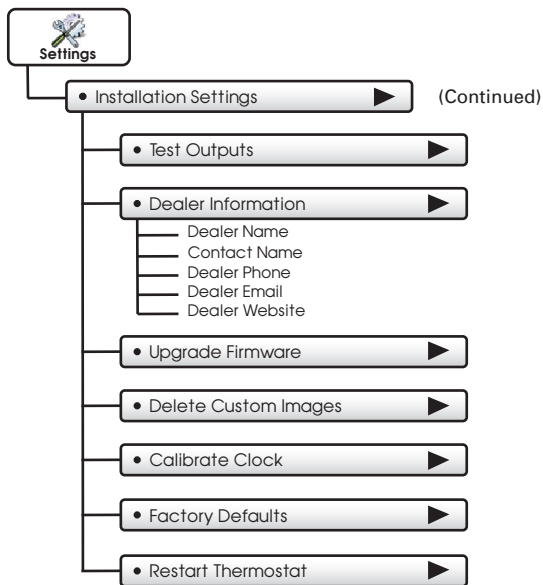 Settings
• Installation Settings (Continued)
• Test Outputs
• Dealer Information
Dealer Name
Contact Name
Dealer Phone
Dealer Email
Dealer Website
• Upgrade Firmware
• Delete Custom Images
• Calibrate Clock
• Factory Defaults
• Restart Thermostat